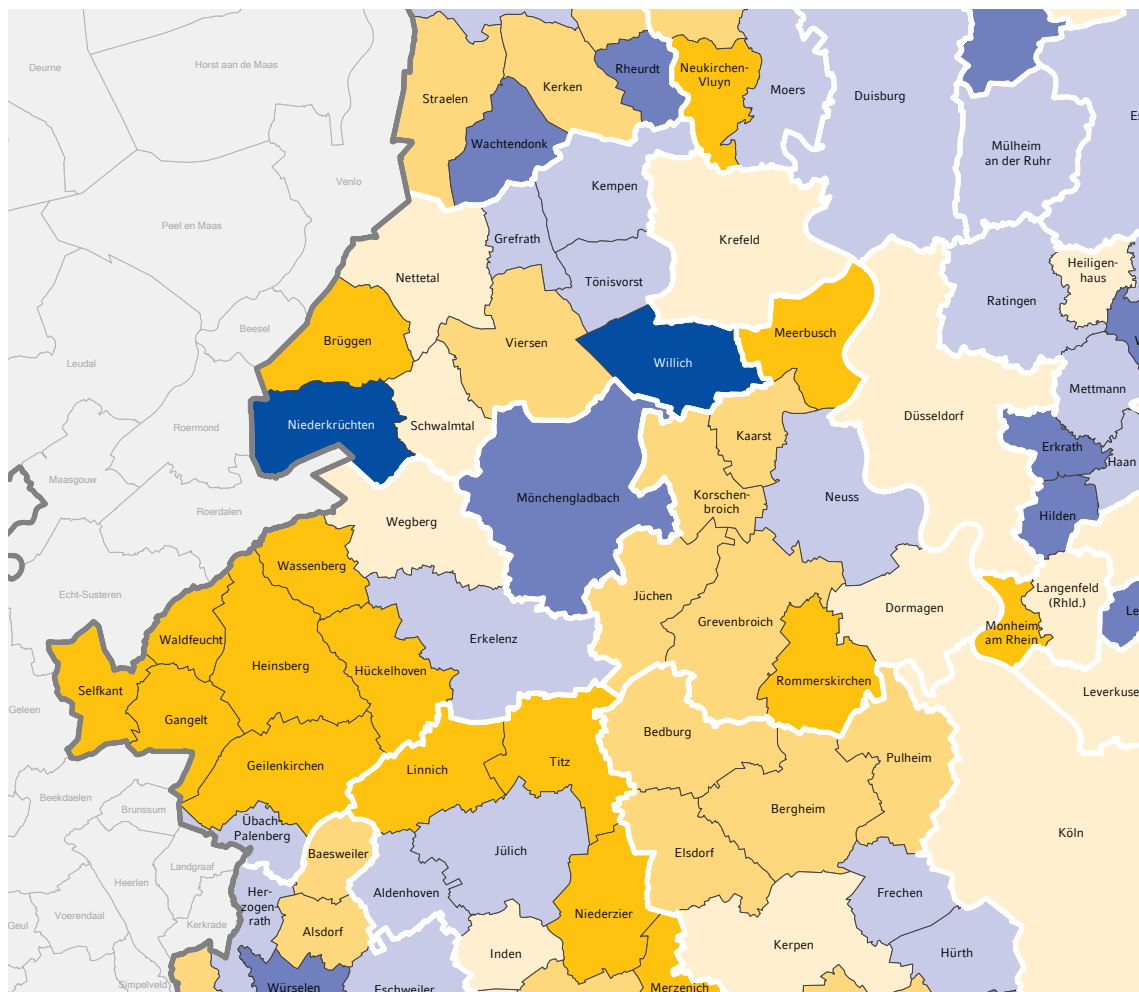 Deurne
Horst aan de Maas
Venlo
Peel en Maas
Beesel
Leudal
Roermond
Maasgouw
Roerdalen
Echt-Susteren
Geleen
Beekdaelen
Brunssum
Landgraaf
Heerlen
Voerendaal
Geul
Kerkrade
Simpelveld
Straelen
Kerken
Rheurdt
Neukirchen-
Vluyn
Moers
Duisburg
Mülheim
an der Ruhr
Wachtendonk
Kempen
Grefrath
Krefeld
Nettetal
Tönisvorst
Ratingen
Heiligen-
haus
Brüggen
Viersen
Willich
Meerbusch
Mettmann
Niederkrüchten
Schwalmtal
Düsseldorf
Kaarst
Erkrath
Haan
Mönchengladbach
Korschen-
broich
Neuss
Hilden
Wegberg
Wassenberg
Jüchen
Dormagen
Langenfeld
(Rhld.)
Waldfeucht
Erkelenz
Grevenbroich
Monheim
am Rhein
Heinsberg
Hückelhoven
Selfkant
Gangelt
Rommerskirchen
Leverkuse
Bedburg
Geilenkirchen
Linnich
Titz
Pulheim
Bergheim
Köln
Übach-
Palenberg
Baesweiler
Jülich
Elsdorf
Aldenhoven
Frechen
Her-
zogen-
rath
Niederzier
Alsdorf
Inden
Kerpen
Hürth
Würselen
Eschweiler
Merzenich